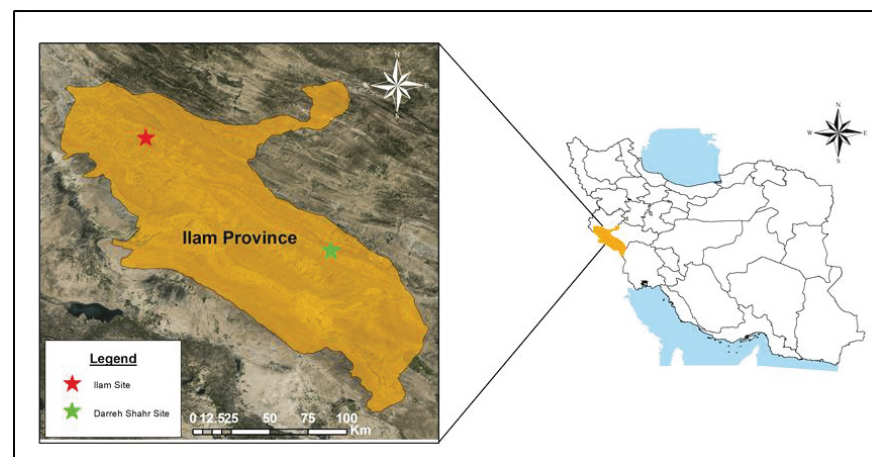 N
W
E
S
Ilam Province
Legend
Ilam Site
Darreh Shahr Site
0 12.525 50 75 100
Km
N
W
E
S